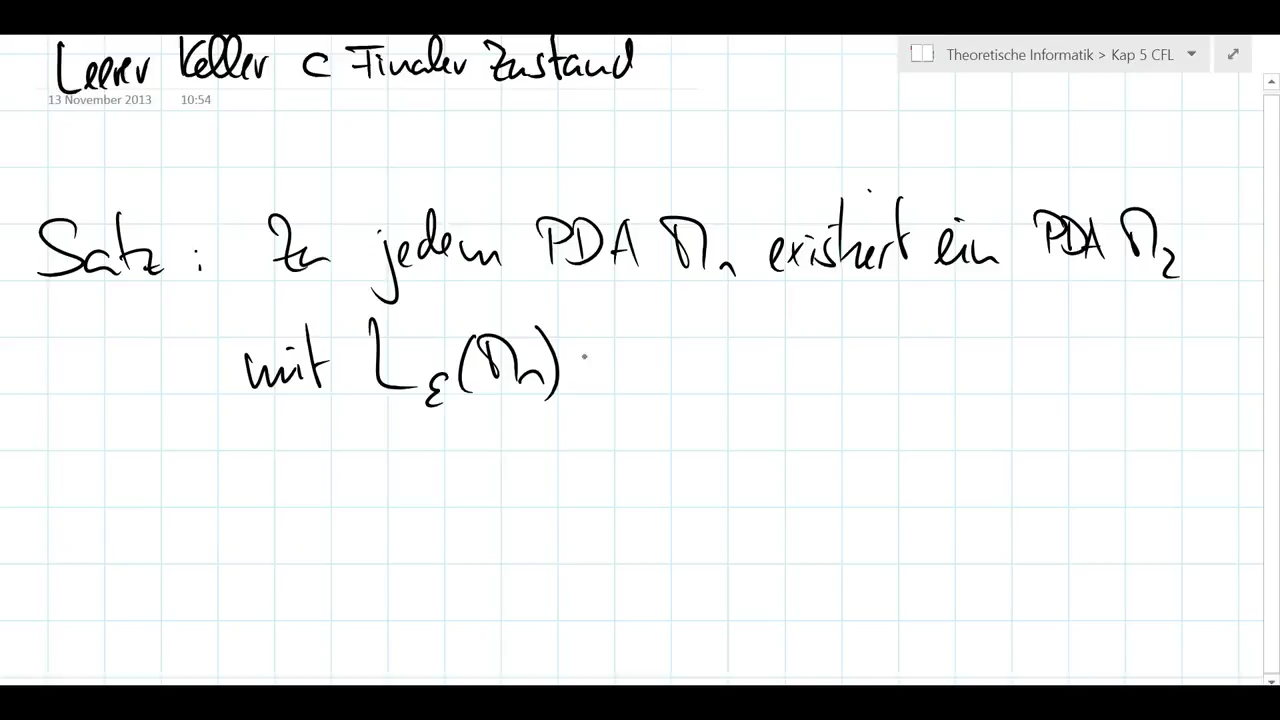 Leerer Keller ⊂ Finaler Zustand
Theoretische Informatik > Kap 5 CFL
13 November 2013 10:54
Satz: Zu jedem PDA M₁ existiert ein PDA M₂
mit L_ε(M₁)